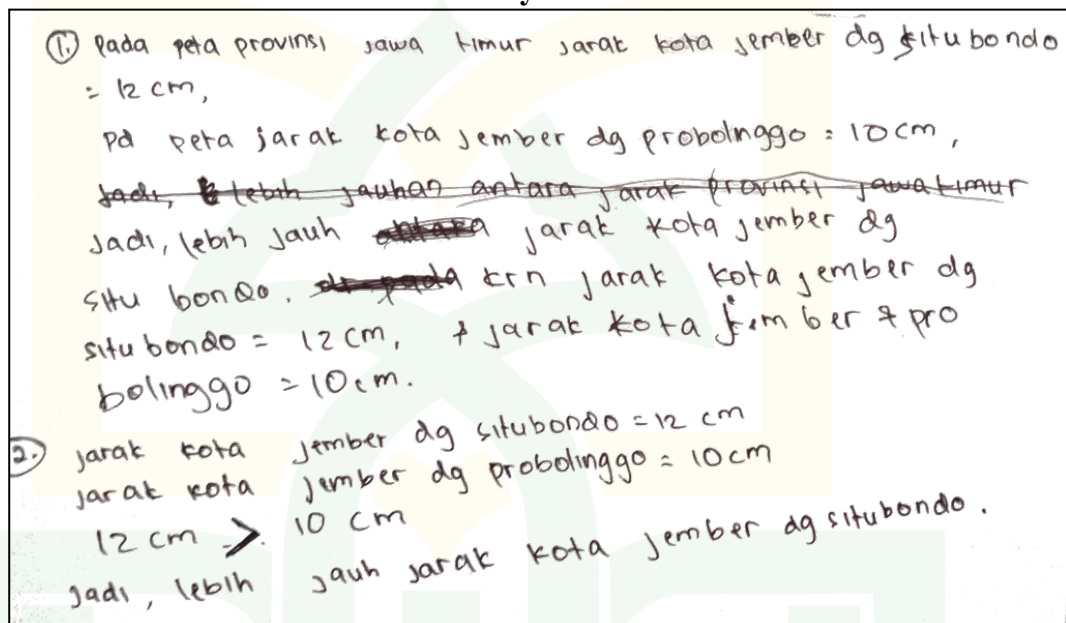 1. Pada peta provinsi Jawa timur Jarak kota Jember dg situbondo
= 12 cm,
Pd peta jarak kota Jember dg probolnggo = 10 cm,
Jadi, lebih jauhan antara jarak provinsi jawa timur
Jadi, lebih Jauh antara jarak kota Jember dg
situ bondo. krn jarak kota jember dg
situ bondo = 12 cm, & jarak kota jember & pro
bolinggo = 10 cm.
2. jarak kota Jember dg situbondo = 12 cm
jarak kota jember dg probolinggo = 10 cm
12 cm > 10 cm
Jadi, lebih Jauh Jarak kota Jember dg situbondo.